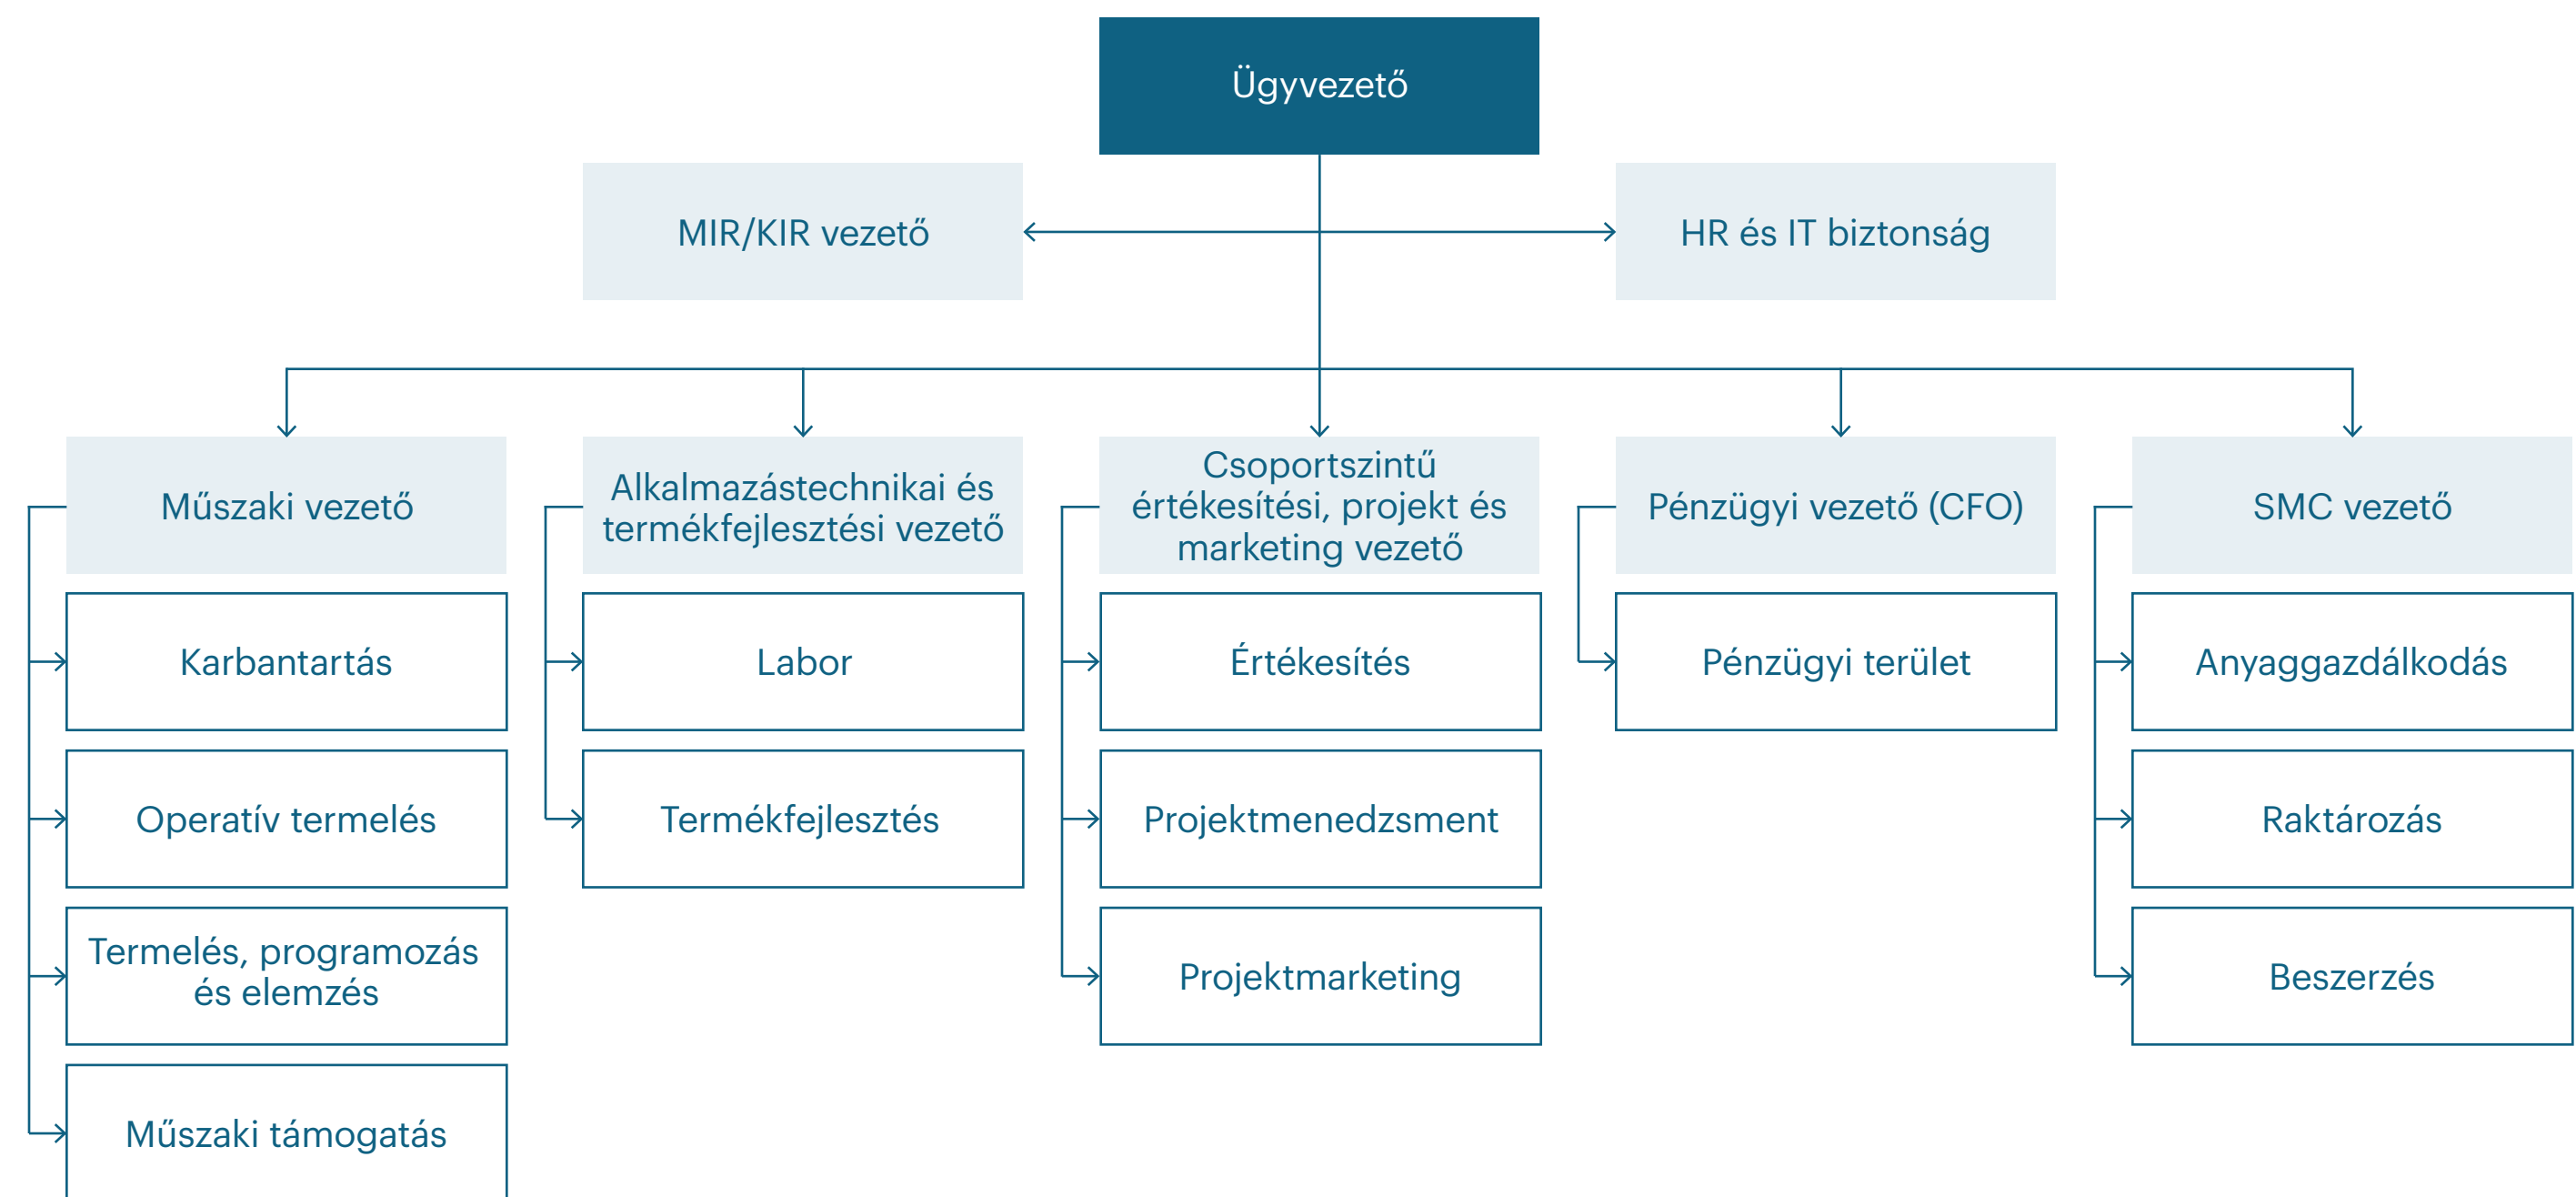 Ügyvezető
MIR/KIR vezető
HR és IT biztonság
Műszaki vezető
Alkalmazástechnikai és
termékfejlesztési vezető
Csoportszintű
értékesítési, projekt és
marketing vezető
Pénzügyi vezető (CFO)
SMC vezető
Karbantartás
Labor
Értékesítés
Pénzügyi terület
Anyaggazdálkodás
Operatív termelés
Termékfejlesztés
Projektmenedzsment
Raktározás
Termelés, programozás
és elemzés
Projektmarketing
Beszerzés
Műszaki támogatás